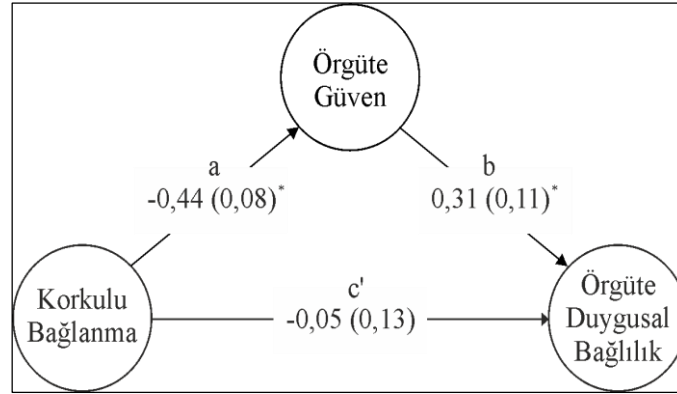 Örgüte
Güven
a
-0,44 (0,08)*
b
0,31 (0,11)*
Korkulu
Bağlanma
c'
-0,05 (0,13)
Örgüte
Duygusal
Bağlılık